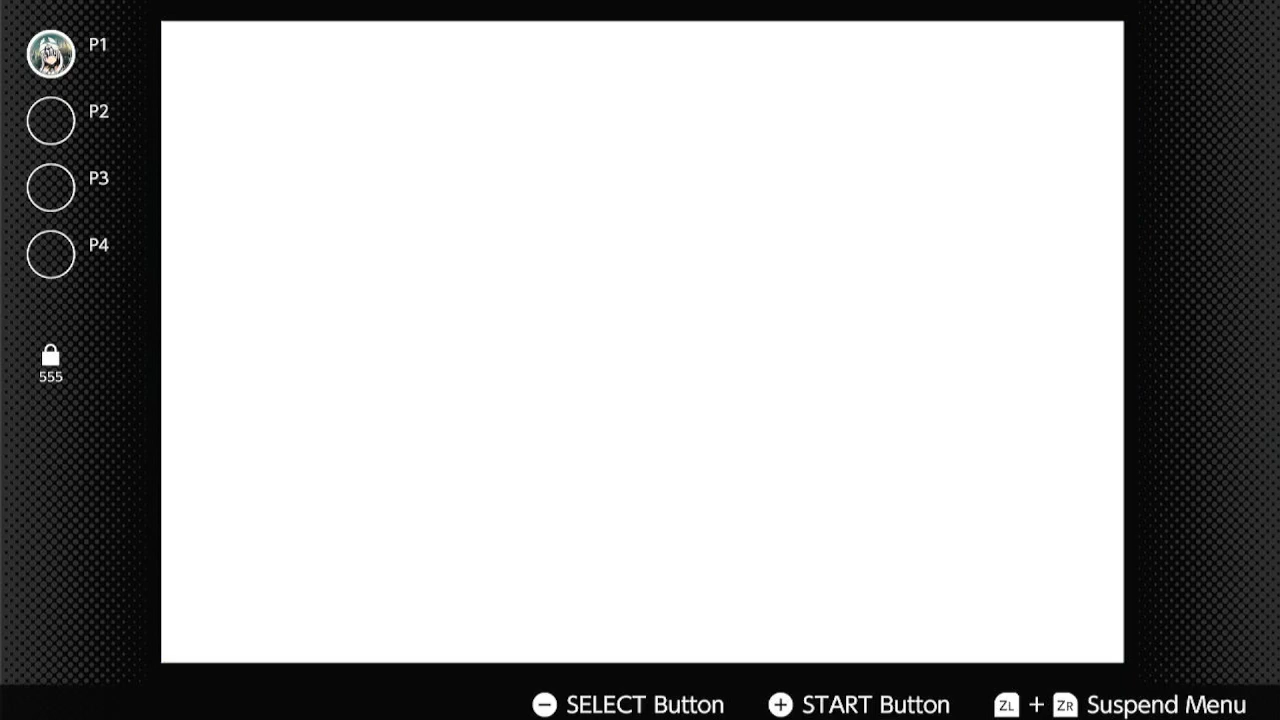 P1
P2
P3
P4
555
SELECT Button
START Button
ZL + ZR Suspend Menu